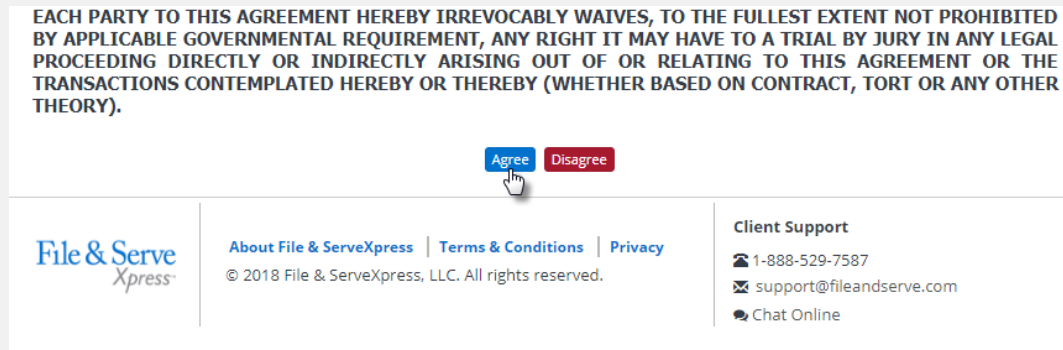 EACH PARTY TO THIS AGREEMENT HEREBY IRREVOCABLY WAIVES, TO THE FULLEST EXTENT NOT PROHIBITED
BY APPLICABLE GOVERNMENTAL REQUIREMENT, ANY RIGHT IT MAY HAVE TO A TRIAL BY JURY IN ANY LEGAL
PROCEEDING DIRECTLY OR INDIRECTLY ARISING OUT OF OR RELATING TO THIS AGREEMENT OR THE
TRANSACTIONS CONTEMPLATED HEREBY OR THEREBY (WHETHER BASED ON CONTRACT, TORT OR ANY OTHER
THEORY).
Agree Disagree
File & Serve
Xpress
About File & ServeXpress | Terms & Conditions | Privacy
© 2018 File & ServeXpress, LLC. All rights reserved.
Client Support
1-888-529-7587
support@fileandserve.com
Chat Online